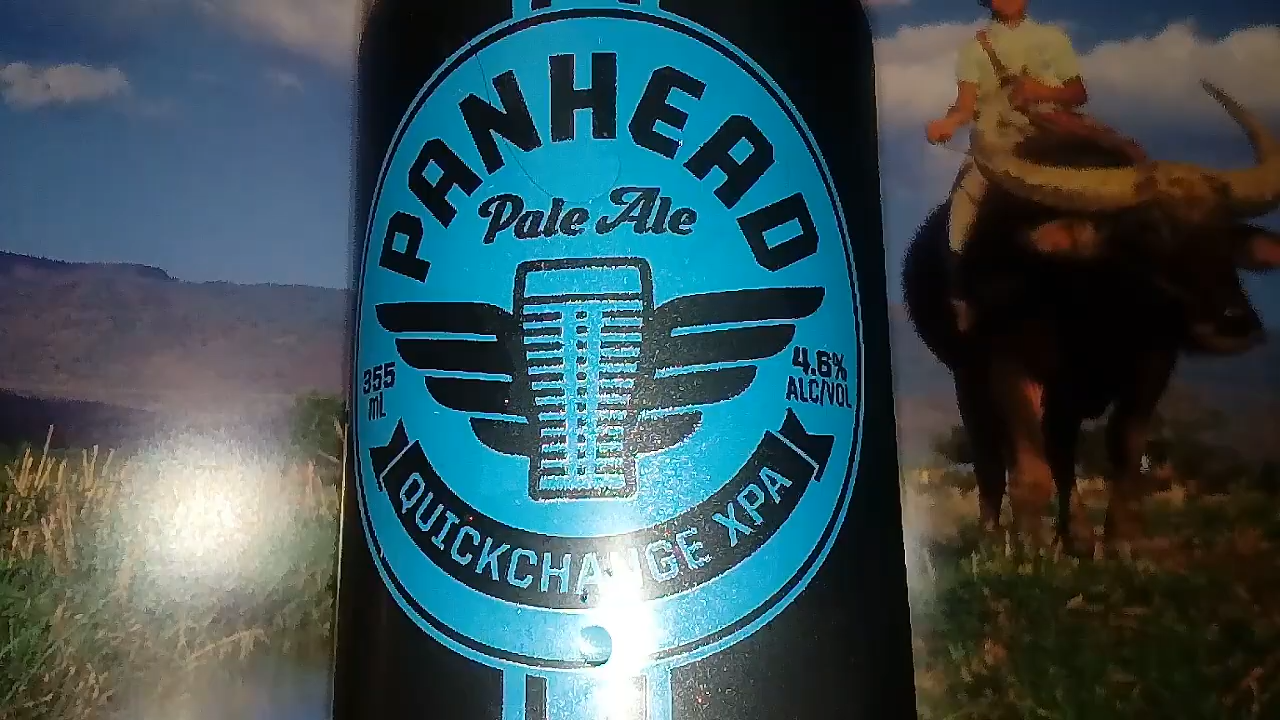 PANHEAD
Pale Ale
355
mL
4.6%
ALC/VOL
QUICKCHANGE XPA